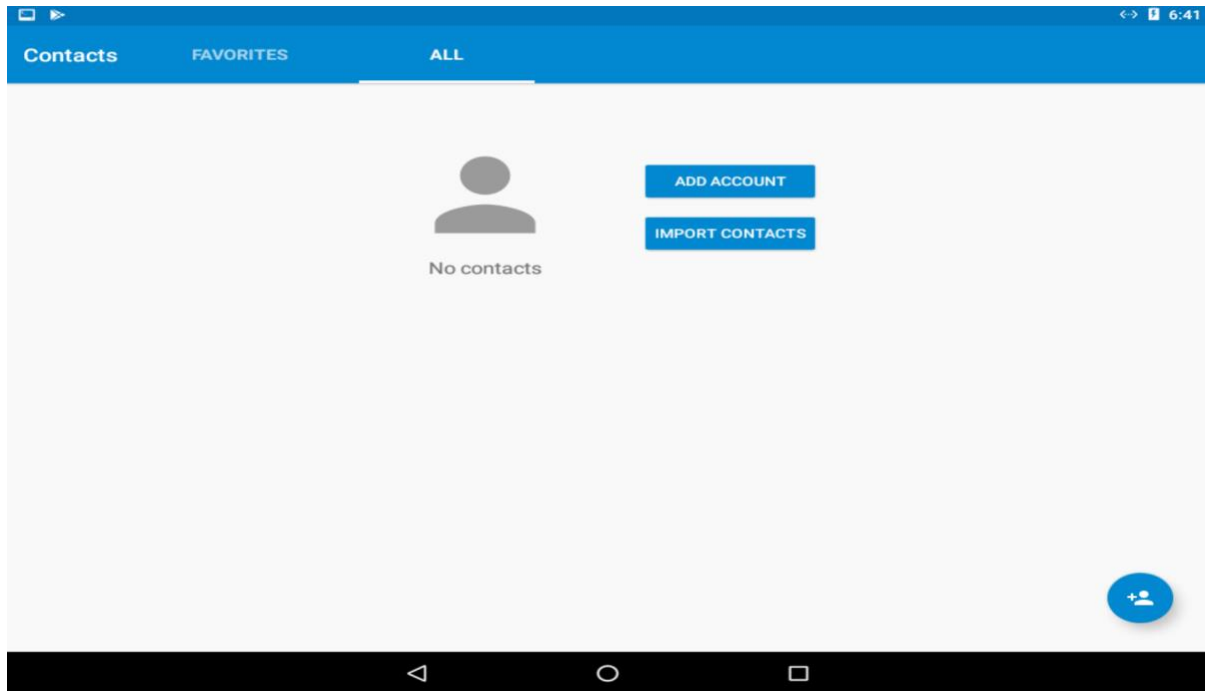 6:41
Contacts FAVORITES ALL
ADD ACCOUNT
IMPORT CONTACTS
No contacts